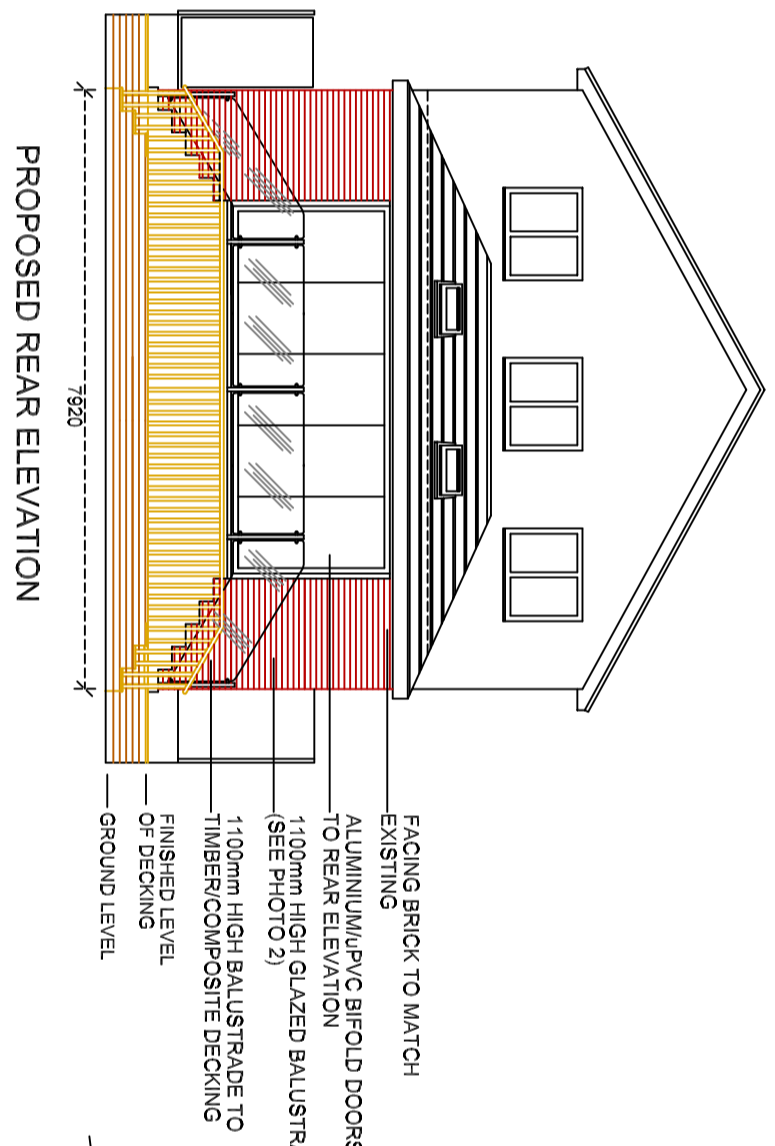 FACING BRICK TO MATCH
EXISTING
ALUMINIUM/uPVC BIFOLD DOORS
TO REAR ELEVATION
1100mm HIGH GLAZED BALUSTRA
(SEE PHOTO 2)
1100mm HIGH BALUSTRADE TO
TIMBER/COMPOSITE DECKING
FINISHED LEVEL
OF DECKING
GROUND LEVEL
7920
PROPOSED REAR ELEVATION